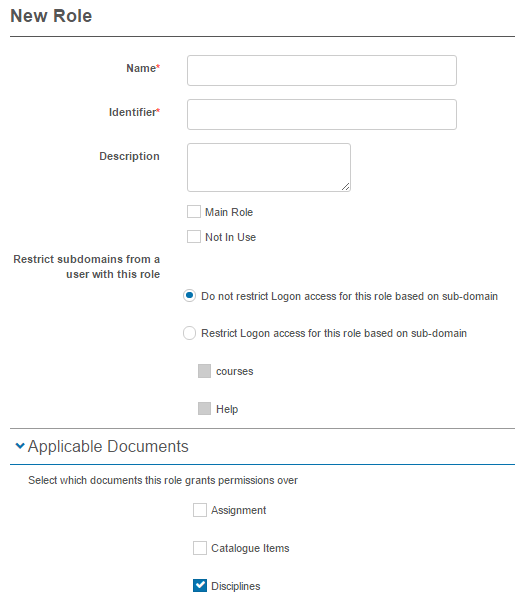 New Role
Name*
Identifier*
Description
Main Role
Not In Use
Restrict subdomains from a
user with this role
Do not restrict Logon access for this role based on sub-domain
Restrict Logon access for this role based on sub-domain
courses
Help
Applicable Documents
Select which documents this role grants permissions over
Assignment
Catalogue Items
Disciplines